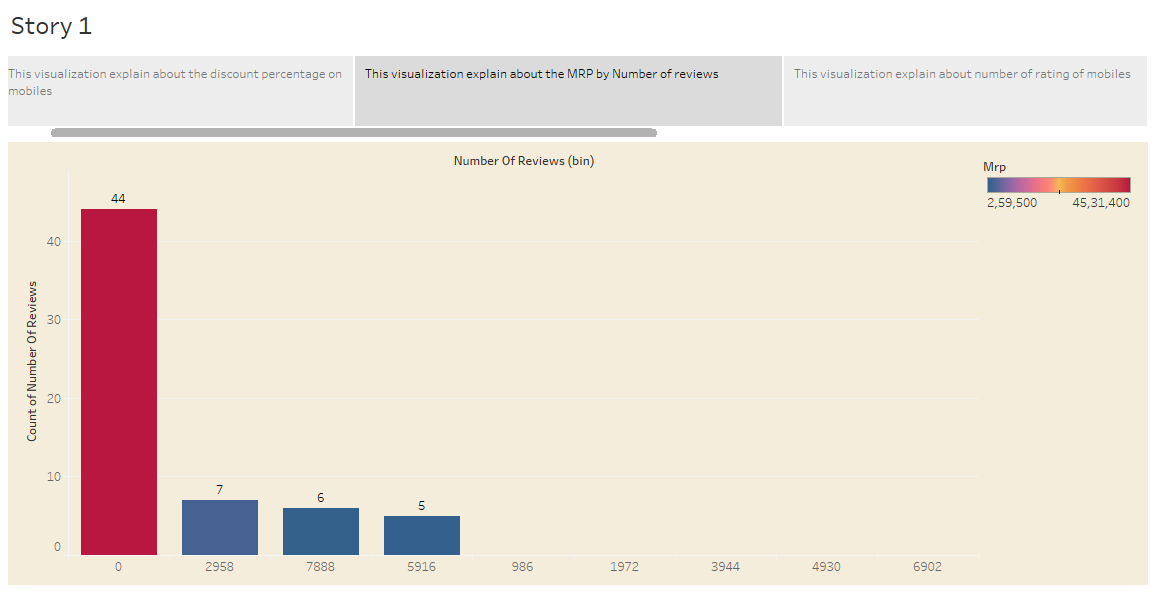 Story 1
This visualization explain about the discount percentage on
mobiles
This visualization explain about the MRP by Number of reviews
This visualization explain about number of rating of mobiles
Number Of Reviews (bin)
Mrp
2,59,500 45,31,400
Count of Number Of Reviews
40
30
20
10
0
44
7
6
5
0 2958 7888 5916 986 1972 3944 4930 6902